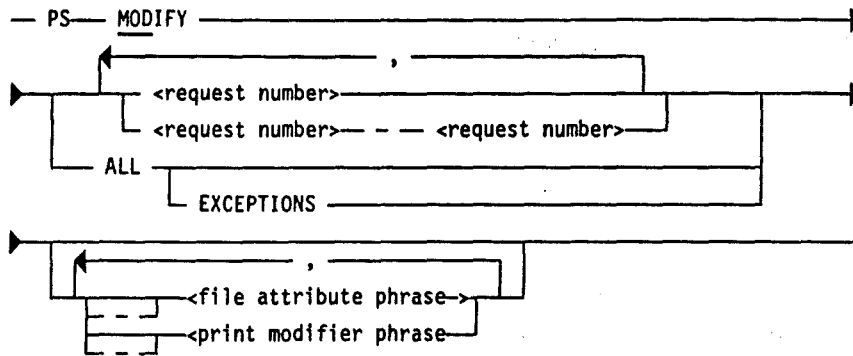 PS MODIFY
,
<request number>
<request number> - <request number>
ALL
EXCEPTIONS
,
- <file attribute phrase>
- <print modifier phrase